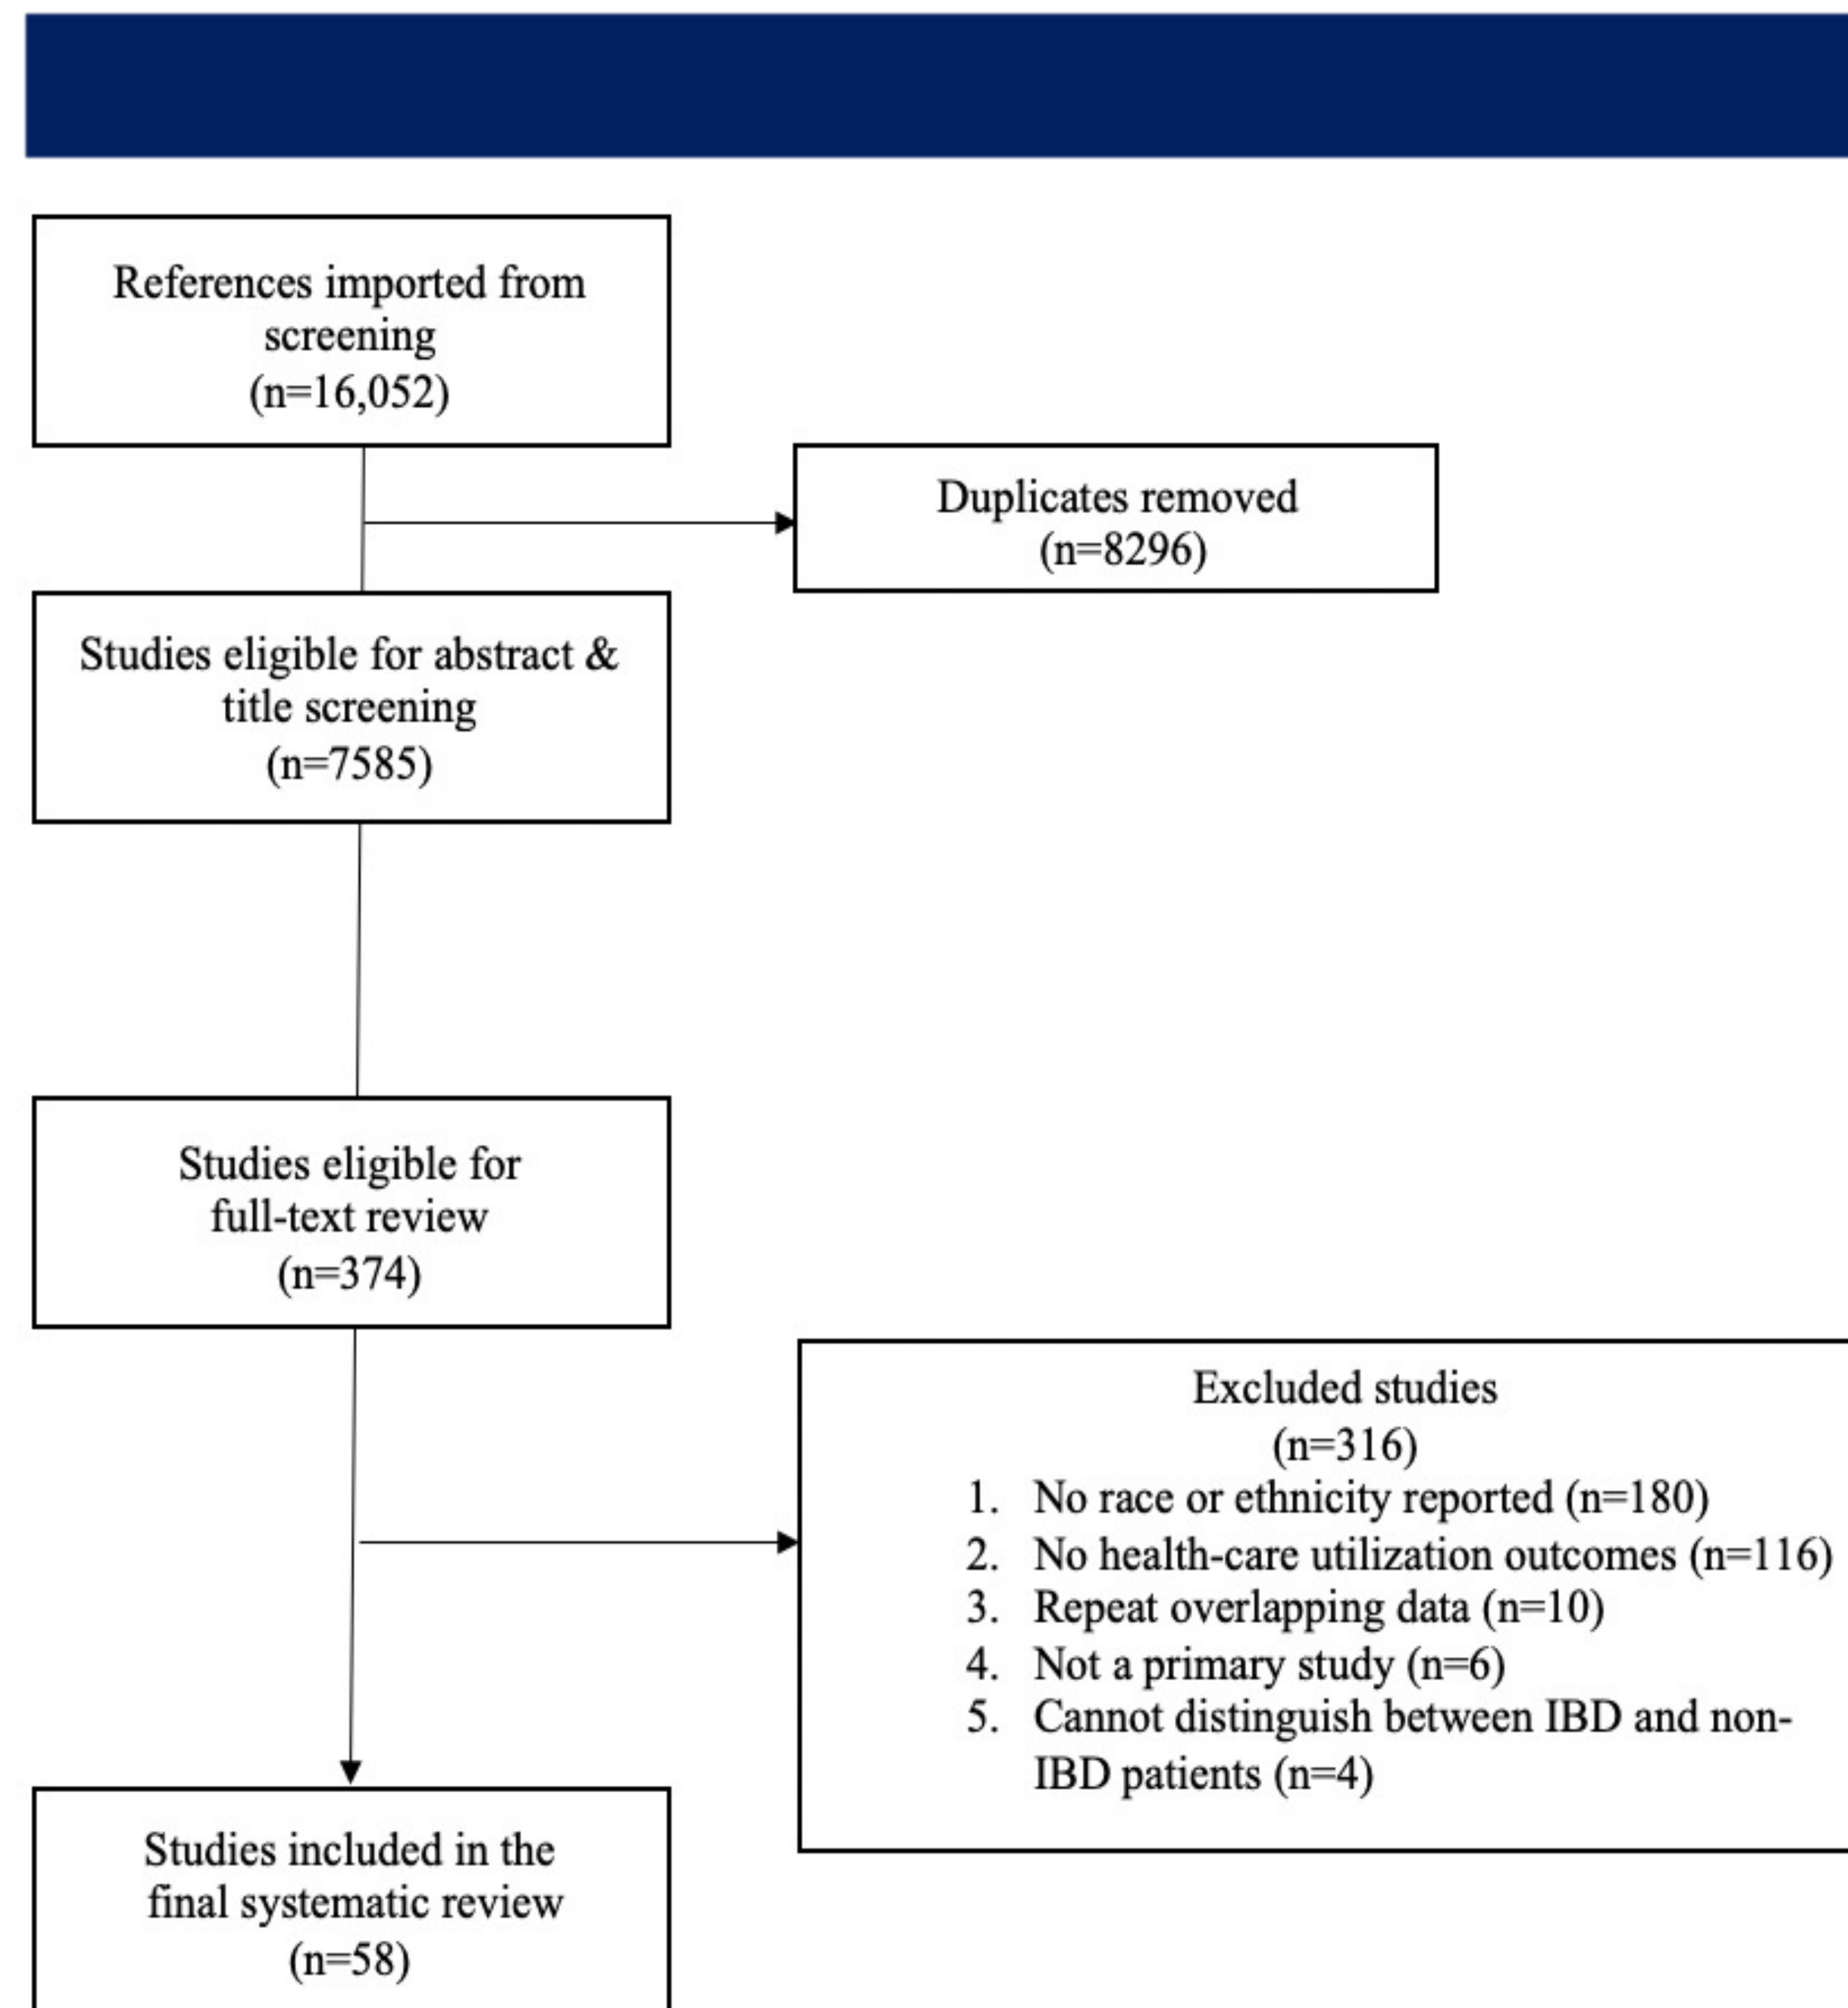 References imported from
screening
(n=16,052)
Duplicates removed
(n=8296)
Studies eligible for abstract &
title screening
(n=7585)
Studies eligible for
full-text review
(n=374)
Excluded studies
(n=316)
1. No race or ethnicity reported (n=180)
2. No health-care utilization outcomes (n=116)
3. Repeat overlapping data (n=10)
4. Not a primary study (n=6)
5. Cannot distinguish between IBD and non-
IBD patients (n=4)
Studies included in the
final systematic review
(n=58)